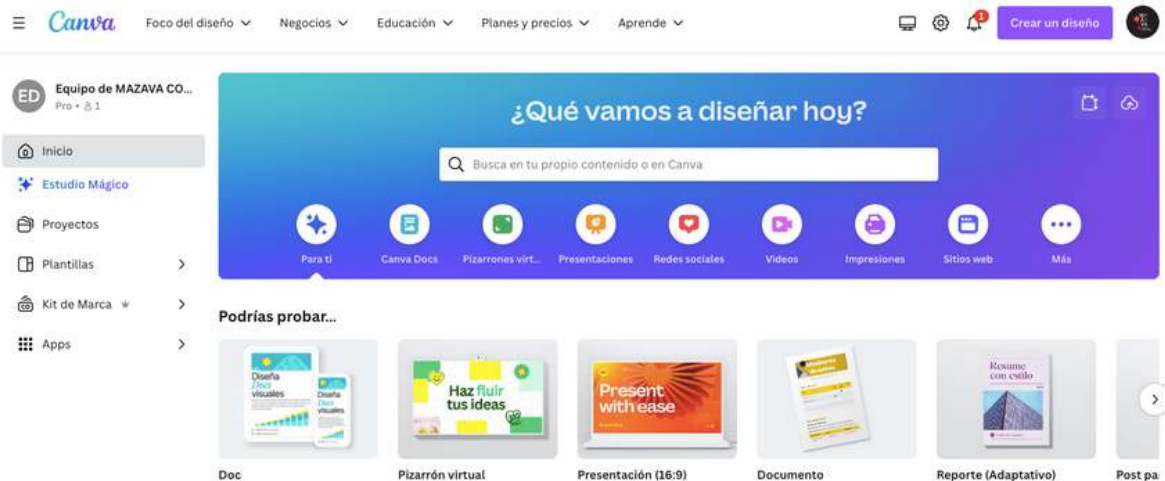 Canva
Foco del diseño
Negocios
Educación
Planes y precios
Aprende
1
Crear un diseño
ED
Equipo de MAZAVA CO...
Pro • 1
Inicio
Estudio Mágico
Proyectos
Plantillas
Kit de Marca
Apps
¿Qué vamos a diseñar hoy?
Busca en tu propio contenido o en Canva
Para ti
Canva Docs
Pizarrones virt...
Presentaciones
Redes sociales
Videos
Impresiones
Sitios web
Más
Podrías probar...
Diseña
Docs
visuales
Diseña
Docs
visuales
Haz fluir
tus ideas
Present
with ease
Resume
con estilo
Doc
Pizarrón virtual
Presentación (16:9)
Documento
Reporte (Adaptativo)
Post pa